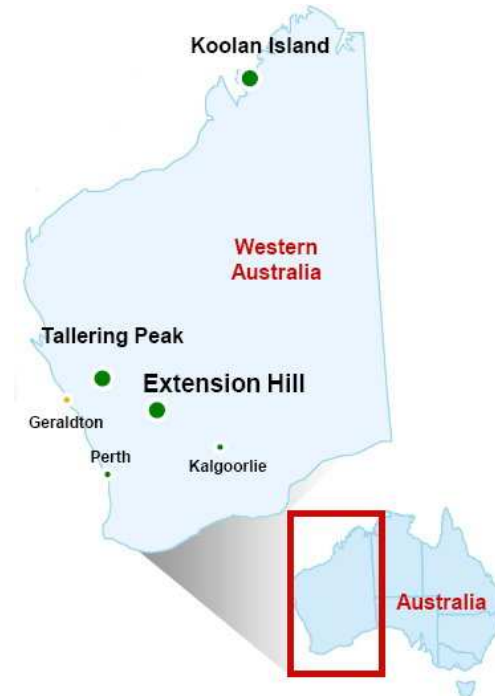 Koolan Island
Western
Australia
Tallering Peak
Extension Hill
Geraldton
Perth
Kalgoorlie
Australia